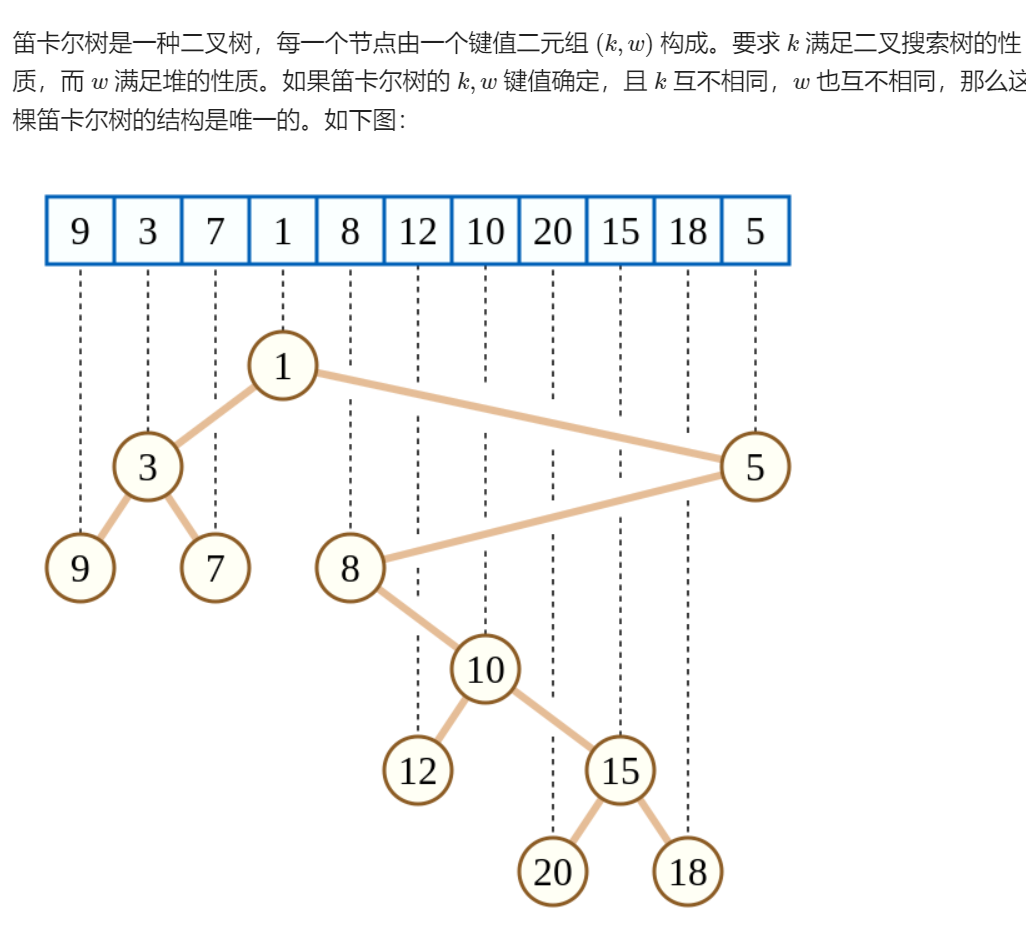 笛卡尔树是一种二叉树，每一个节点由一个键值二元组 (k, w) 构成。要求 k 满足二叉搜索树的性
质，而 w 满足堆的性质。如果笛卡尔树的 k, w 键值确定，且 k 互不相同，w 也互不相同，那么这
棵笛卡尔树的结构是唯一的。如下图：
9 3 7 1 8 12 10 20 15 18 5
1
3 5
9 7 8
10
12 15
20 18